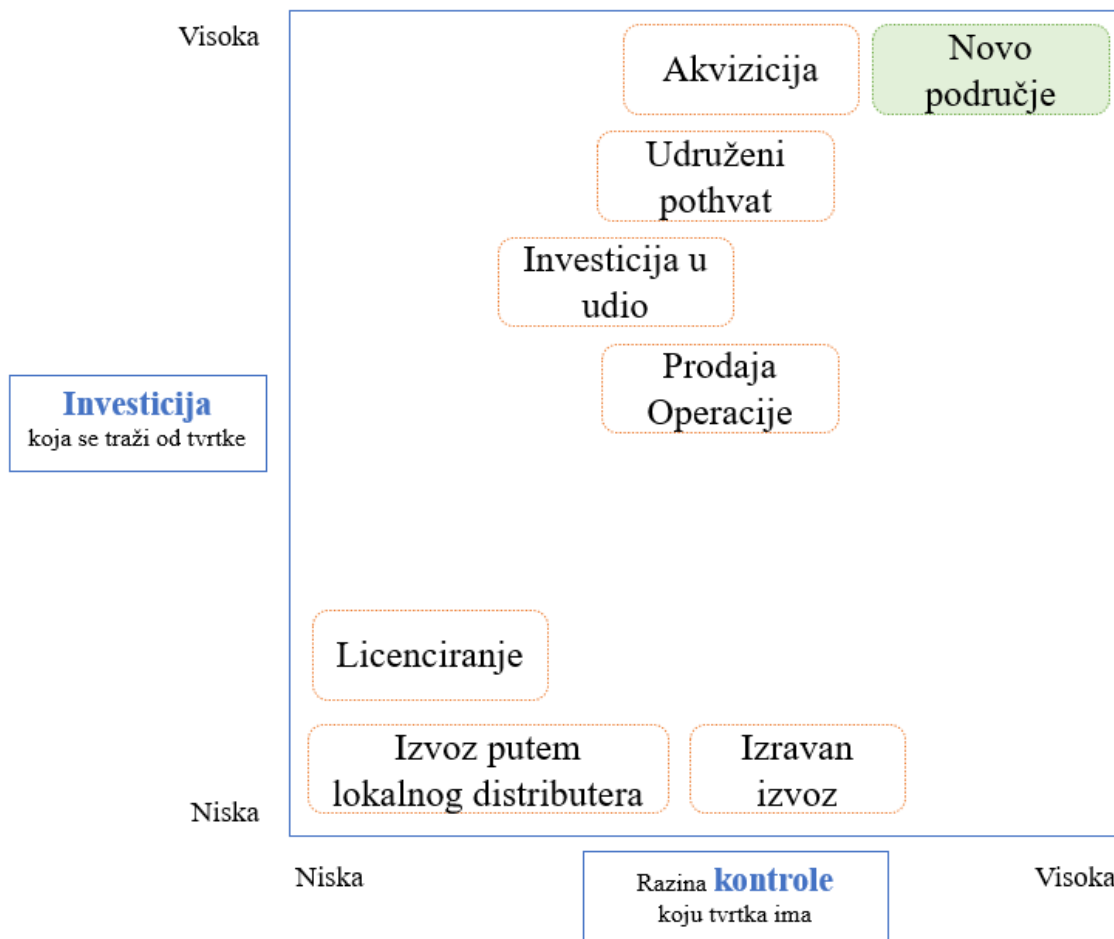 Visoka
Akvizicija
Novo
područje
Udruženi
pothvat
Investicija u
udio
Prodaja
Operacije
Investicija
koja se traži od tvrtke
Licenciranje
Izvoz putem
lokalnog distributera
Izravan
izvoz
Niska
Niska
Razina kontrole
koju tvrtka ima
Visoka